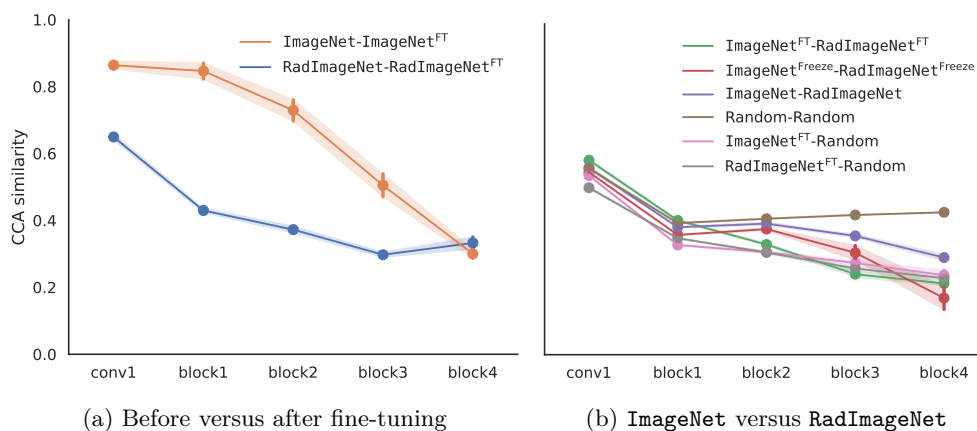 1.0
0.8
0.6
0.4
0.2
0.0
CCA similarity
ImageNet-ImageNet^FT
RadImageNet-RadImageNet^FT
conv1 block1 block2 block3 block4
(a) Before versus after fine-tuning
ImageNet^FT-RadImageNet^FT
ImageNet^Freeze-RadImageNet^Freeze
ImageNet-RadImageNet
Random-Random
ImageNet^FT-Random
RadImageNet^FT-Random
conv1 block1 block2 block3 block4
(b) ImageNet versus RadImageNet